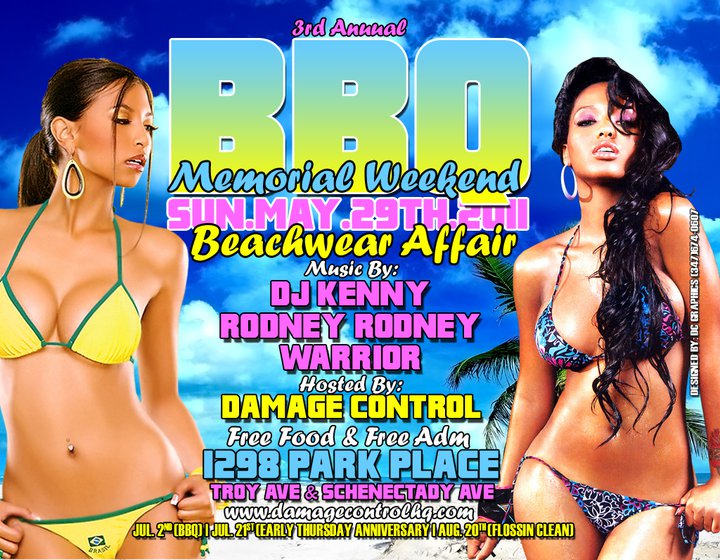 3rd Annual
BBQ
Memorial Weekend
SUN.MAY.29TH.2011
Beachwear Affair
Music By:
DJ KENNY
RODNEY RODNEY
WARRIOR
Hosted By:
DAMAGE CONTROL
Free Food & Free Adm
1298 PARK PLACE
TROY AVE & SCHENECTADY AVE
www.damagecontrolhq.com
JUL. 2ND (BBQ) | JUL. 21ST (EARLY THURSDAY ANNIVERSARY | AUG. 20TH (FLOSSIN CLEAN)
DESIGNED BY: DC GRAPHICS (347) 674-0607
BRASIL